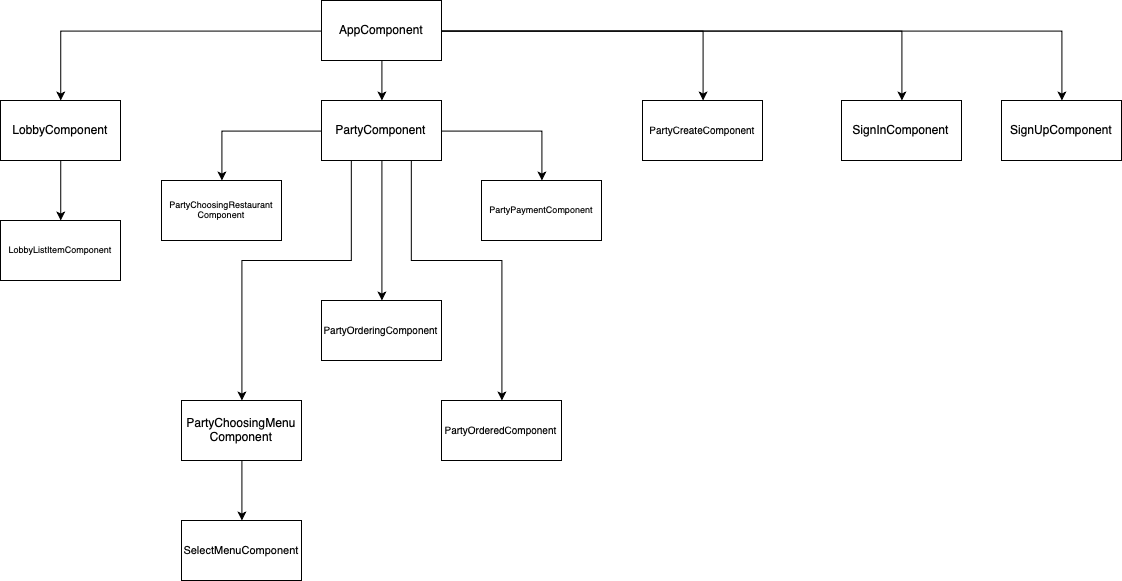 AppComponent
LobbyComponent
PartyComponent
PartyCreateComponent
SignInComponent
SignUpComponent
PartyChoosingRestaurant
Component
PartyPaymentComponent
LobbyListItemComponent
PartyOrderingComponent
PartyChoosingMenu
Component
PartyOrderedComponent
SelectMenuComponent